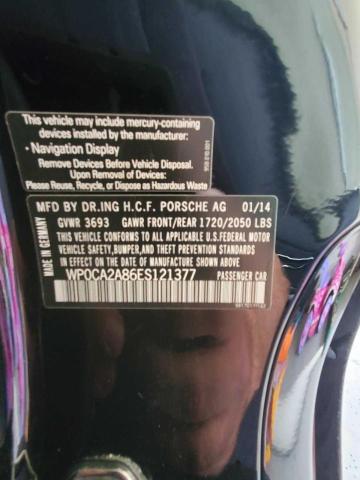 This vehicle may include mercury-containing
devices installed by the manufacturer:
• Navigation Display
Remove Devices Before Vehicle Disposal
Upon Removal of Devices:
Please Reuse, Recycle, or Dispose as Hazardous Waste
958.010.001
MFD BY DR.ING H.C.F. PORSCHE AG 01/14
GVWR 3693 GAWR FRONT/REAR 1720/2050 LBS
THIS VEHICLE CONFORMS TO ALL APPLICABLE U.S.FEDERAL MOTOR
VEHICLE SAFETY,BUMPER,AND THEFT PREVENTION STANDARDS
IN EFFECT ON THE DATE OF MANUFACTURE SHOWN ABOVE.
WP0CA2A86ES121377 PASSENGER CAR
MADE IN GERMANY